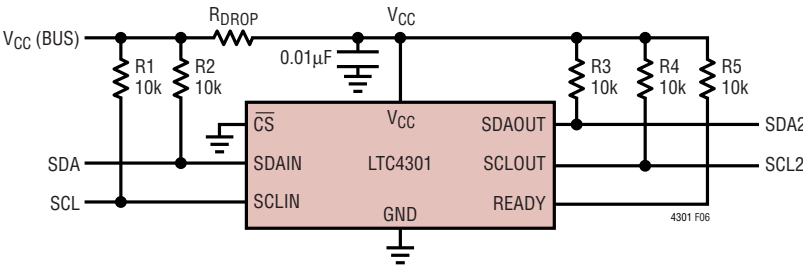 RDROP
VCC
VCC (BUS)
0.01µF
R1
10k
R2
10k
R3
10k
R4
10k
R5
10k
CS
VCC
SDAOUT
SDA2
SDA
SDAIN
LTC4301
SCLOUT
SCL2
SCL
SCLIN
GND
READY
4301 F06